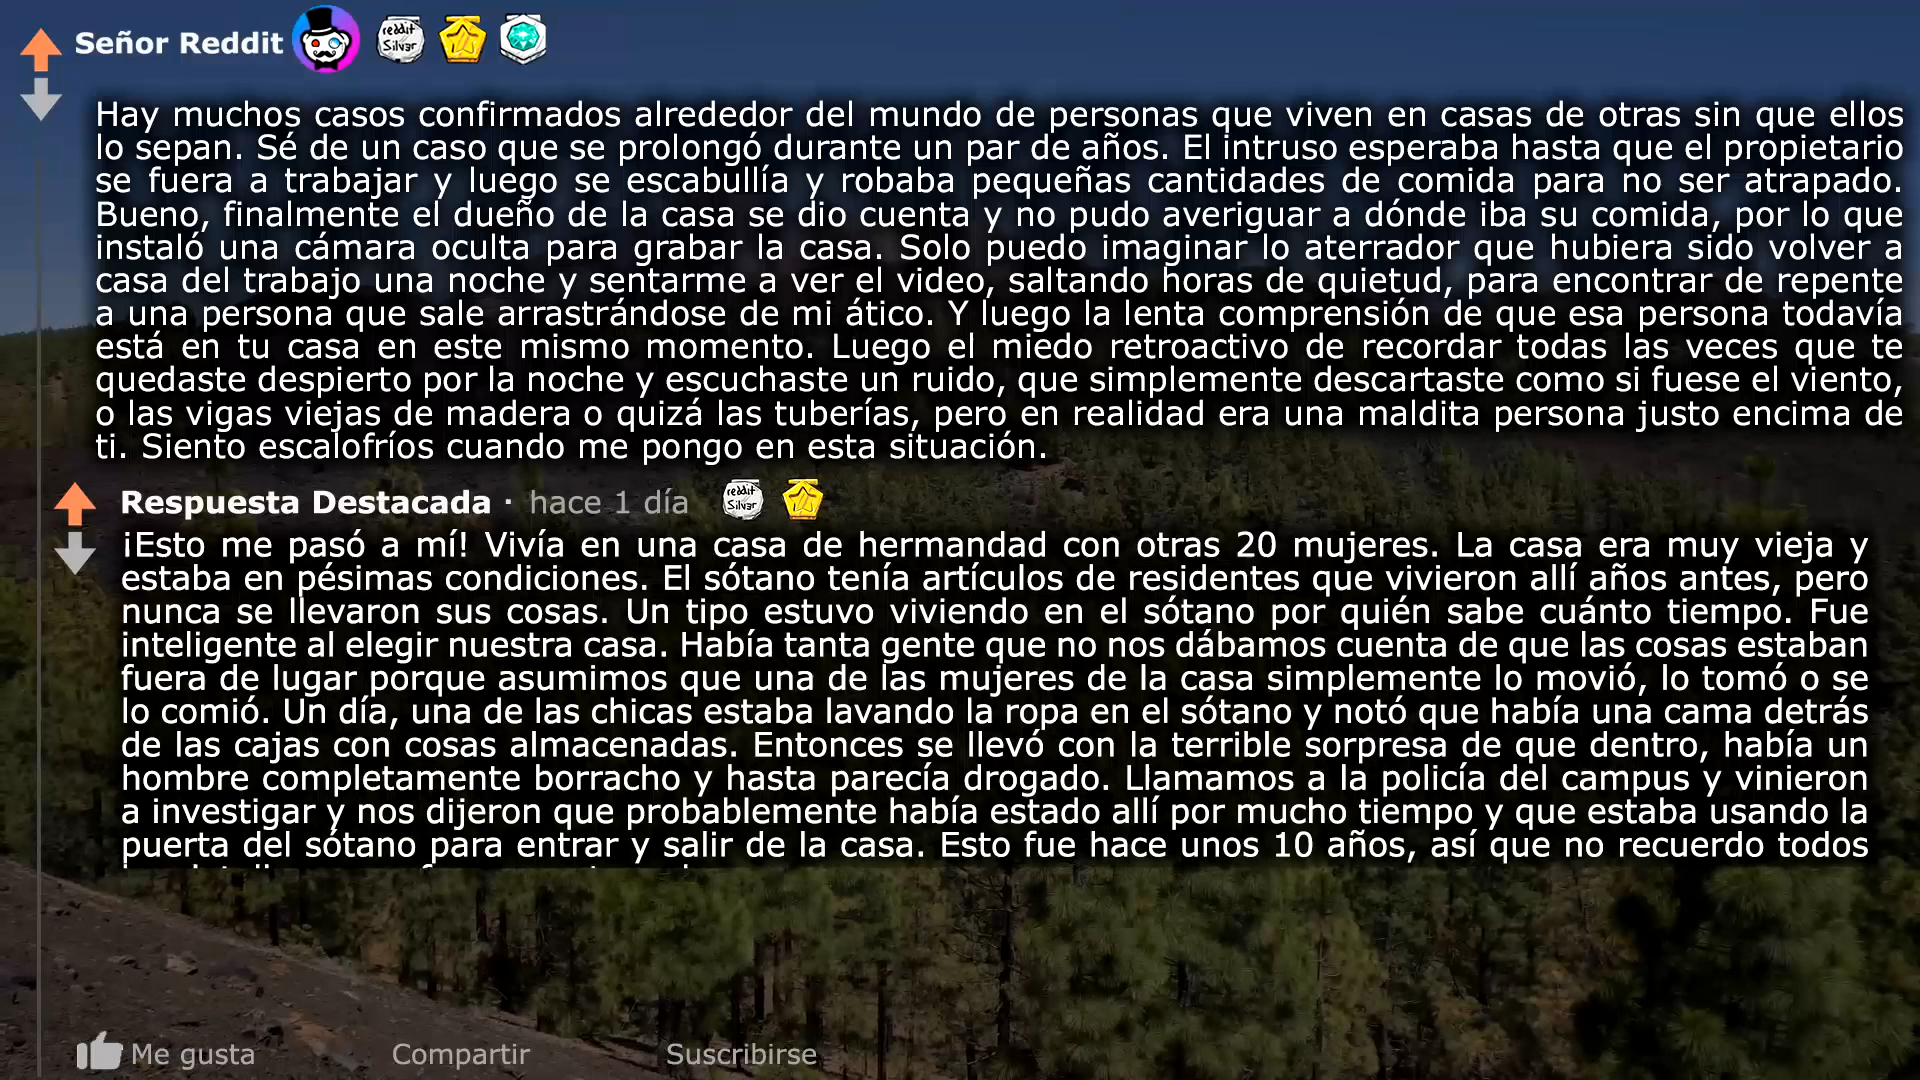 Señor Reddit
reddit
Silver
Hay muchos casos confirmados alrededor del mundo de personas que viven en casas de otras sin que ellos
lo sepan. Sé de un caso que se prolongó durante un par de años. El intruso esperaba hasta que el propietario
se fuera a trabajar y luego se escabullía y robaba pequeñas cantidades de comida para no ser atrapado.
Bueno, finalmente el dueño de la casa se dio cuenta y no pudo averiguar a dónde iba su comida, por lo que
instaló una cámara oculta para grabar la casa. Solo puedo imaginar lo aterrador que hubiera sido volver a
casa del trabajo una noche y sentarme a ver el video, saltando horas de quietud, para encontrar de repente
a una persona que sale arrastrándose de mi ático. Y luego la lenta comprensión de que esa persona todavía
está en tu casa en este mismo momento. Luego el miedo retroactivo de recordar todas las veces que te
quedaste despierto por la noche y escuchaste un ruido, que simplemente descartaste como si fuese el viento,
o las vigas viejas de madera o quizá las tuberías, pero en realidad era una maldita persona justo encima de
ti. Siento escalofríos cuando me pongo en esta situación.
Respuesta Destacada · hace 1 día
reddit
Silver
¡Esto me pasó a mí! Vivía en una casa de hermandad con otras 20 mujeres. La casa era muy vieja y
estaba en pésimas condiciones. El sótano tenía artículos de residentes que vivieron allí años antes, pero
nunca se llevaron sus cosas. Un tipo estuvo viviendo en el sótano por quién sabe cuánto tiempo. Fue
inteligente al elegir nuestra casa. Había tanta gente que no nos dábamos cuenta de que las cosas estaban
fuera de lugar porque asumimos que una de las mujeres de la casa simplemente lo movió, lo tomó o se
lo comió. Un día, una de las chicas estaba lavando la ropa en el sótano y notó que había una cama detrás
de las cajas con cosas almacenadas. Entonces se llevó con la terrible sorpresa de que dentro, había un
hombre completamente borracho y hasta parecía drogado. Llamamos a la policía del campus y vinieron
a investigar y nos dijeron que probablemente había estado allí por mucho tiempo y que estaba usando la
puerta del sótano para entrar y salir de la casa. Esto fue hace unos 10 años, así que no recuerdo todos
Me gusta
Compartir
Suscribirse